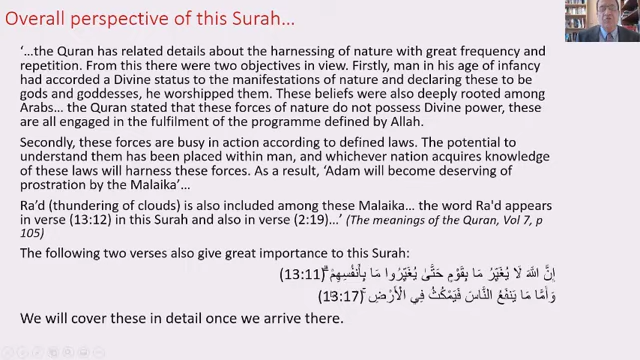 Overall perspective of this Surah…
'…the Quran has related details about the harnessing of nature with great frequency and
repetition. From this there were two objectives in view. Firstly, man in his age of infancy
had accorded a Divine status to the manifestations of nature and declaring these to be
gods and goddesses, he worshipped them. These beliefs were also deeply rooted among
Arabs… the Quran stated that these forces of nature do not possess Divine power, these
are all engaged in the fulfilment of the programme defined by Allah.
Secondly, these forces are busy in action according to defined laws. The potential to
understand them has been placed within man, and whichever nation acquires knowledge
of these laws will harness these forces. As a result, 'Adam will become deserving of
prostration by the Malaika'…
Ra'd (thundering of clouds) is also included among these Malaika… the word Ra'd appears
in verse (13:12) in this Surah and also in verse (2:19)…' (The meanings of the Quran, Vol 7, p
105)
The following two verses also give great importance to this Surah:
إِنَّ اللَّهَ لَا يُغَيِّرُ مَا بِقَوْمٍ حَتَّىٰ يُغَيِّرُوا مَا بِأَنْفُسِهِمْ ۗ (13:11)
وَأَمَّا مَا يَنْفَعُ النَّاسَ فَيَمْكُثُ فِي الْأَرْضِ ۚ (13:17)
We will cover these in detail once we arrive there.